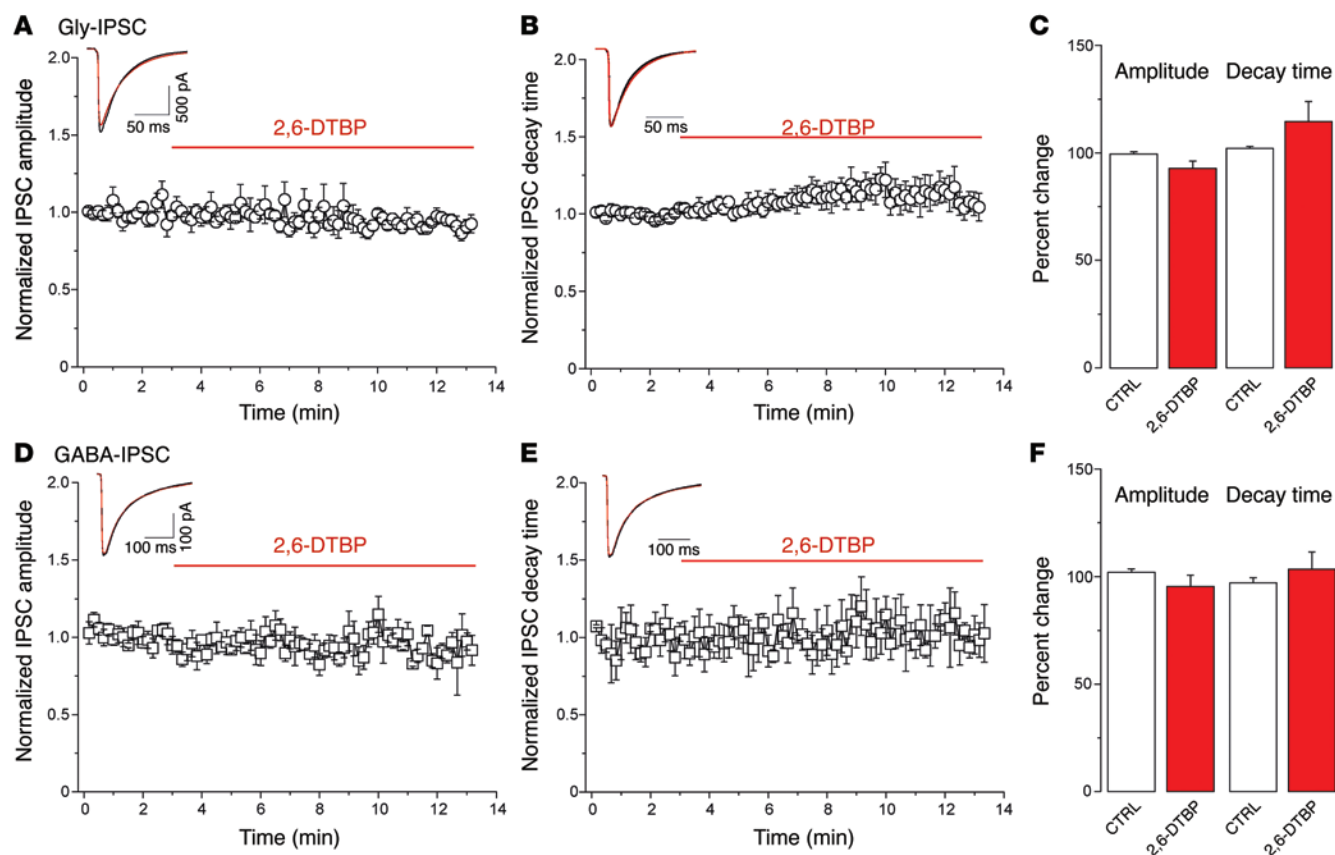 A Gly-IPSC
Normalized IPSC amplitude
2.0
1.5
1.0
0.5
0
500 pA
50 ms
2,6-DTBP
0 2 4 6 8 10 12 14
Time (min)
B
Normalized IPSC decay time
2.0
1.5
1.0
0.5
0
50 ms
2,6-DTBP
0 2 4 6 8 10 12 14
Time (min)
C
Percent change
150
100
50
0
Amplitude Decay time
CTRL 2,6-DTBP CTRL 2,6-DTBP
D GABA-IPSC
Normalized IPSC amplitude
2.0
1.5
1.0
0.5
0
100 pA
100 ms
2,6-DTBP
0 2 4 6 8 10 12 14
Time (min)
E
Normalized IPSC decay time
2.0
1.5
1.0
0.5
0
100 ms
2,6-DTBP
0 2 4 6 8 10 12 14
Time (min)
F
Percent change
150
100
50
0
Amplitude Decay time
CTRL 2,6-DTBP CTRL 2,6-DTBP